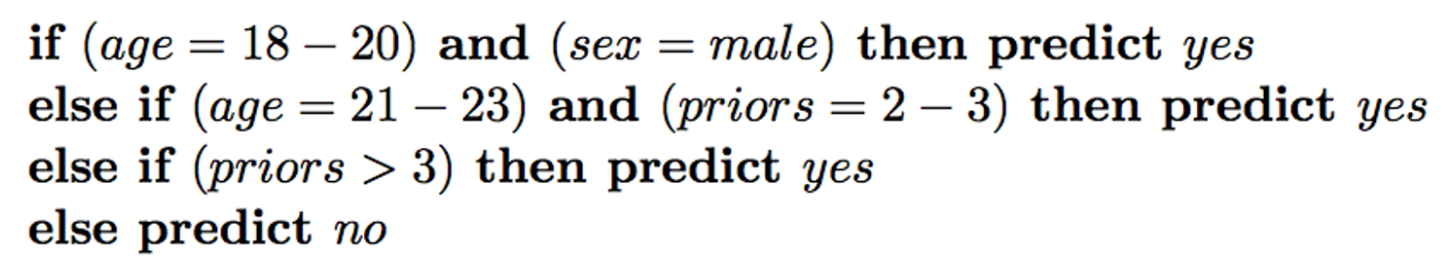 if (age = 18 – 20) and (sex = male) then predict yes
else if (age = 21 – 23) and (priors = 2 – 3) then predict yes
else if (priors > 3) then predict yes
else predict no